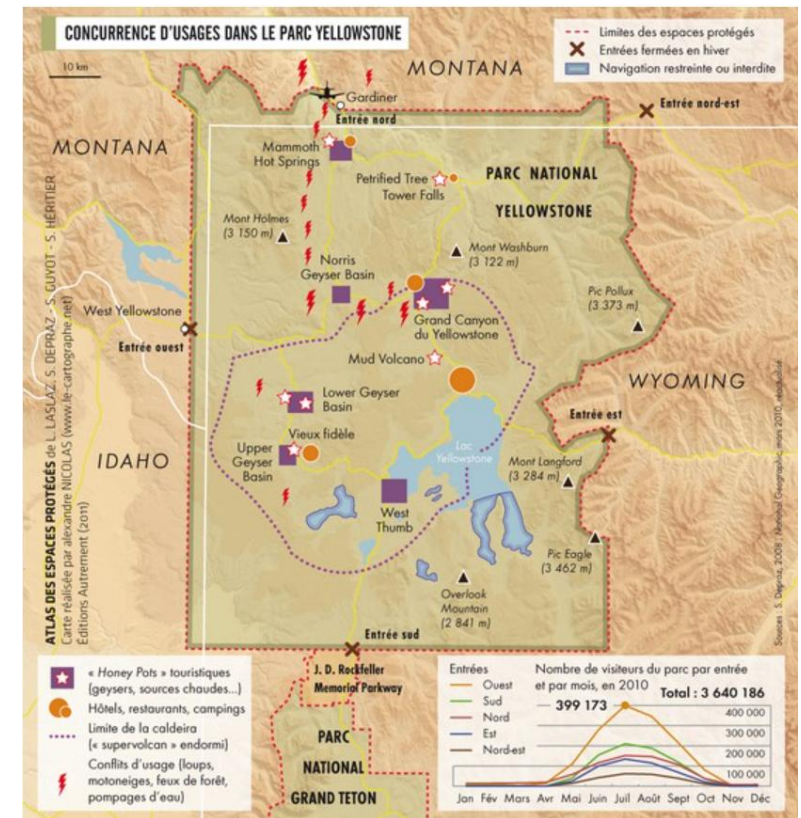 CONCURRENCE D'USAGES DANS LE PARC YELLOWSTONE
10 km
Limites des espaces protégés
Entrées fermées en hiver
Navigation restreinte ou interdite
MONTANA
Gardiner
Entrée nord
Entrée nord-est
MONTANA
Mammoth
Hot Springs
Petrified Tree
Tower Falls
PARC NATIONAL
YELLOWSTONE
Mont Holmes
(3 150 m)
Mont Washburn
(3 122 m)
Norris
Geyser Basin
Pic Pollux
(3 373 m)
West Yellowstone
Entrée ouest
Grand Canyon
du Yellowstone
Mud Volcano
WYOMING
Lower Geyser
Basin
Entrée est
Vieux fidèle
Upper
Geyser
Basin
IDAHO
Lac
Yellowstone
Mont Langford
(3 284 m)
West
Thumb
Pic Eagle
(3 462 m)
Overlook
Mountain
(2 841 m)
Entrée sud
J. D. Rockfeller
Memorial Parkway
PARC
NATIONAL
GRAND TETON
ATLAS DES ESPACES PROTÉGÉS de L. LASLAZ, S. DEPRAZ - S. GUYOT - S. HÉRITIER
Carte réalisée par alexandre NICOLAS (www.le-cartographe.net)
Éditions Autrement (2011)
Sources : S. Depraz, 2008 ; National Geographic, mars 2010, réactualisé
« Honey Pots » touristiques
(geysers, sources chaudes...)
Hôtels, restaurants, campings
Limite de la caldeira
(« supervolcan » endormi)
Conflits d'usage (loups,
motoneiges, feux de forêt,
pompages d'eau)
Entrées
Ouest
Sud
Nord
Est
Nord-est
Nombre de visiteurs du parc par entrée
et par mois, en 2010
Total : 3 640 186
399 173
400 000
300 000
200 000
100 000
Jan Fév Mars Avr Mai Juin Juil Août Sept Oct Nov Déc